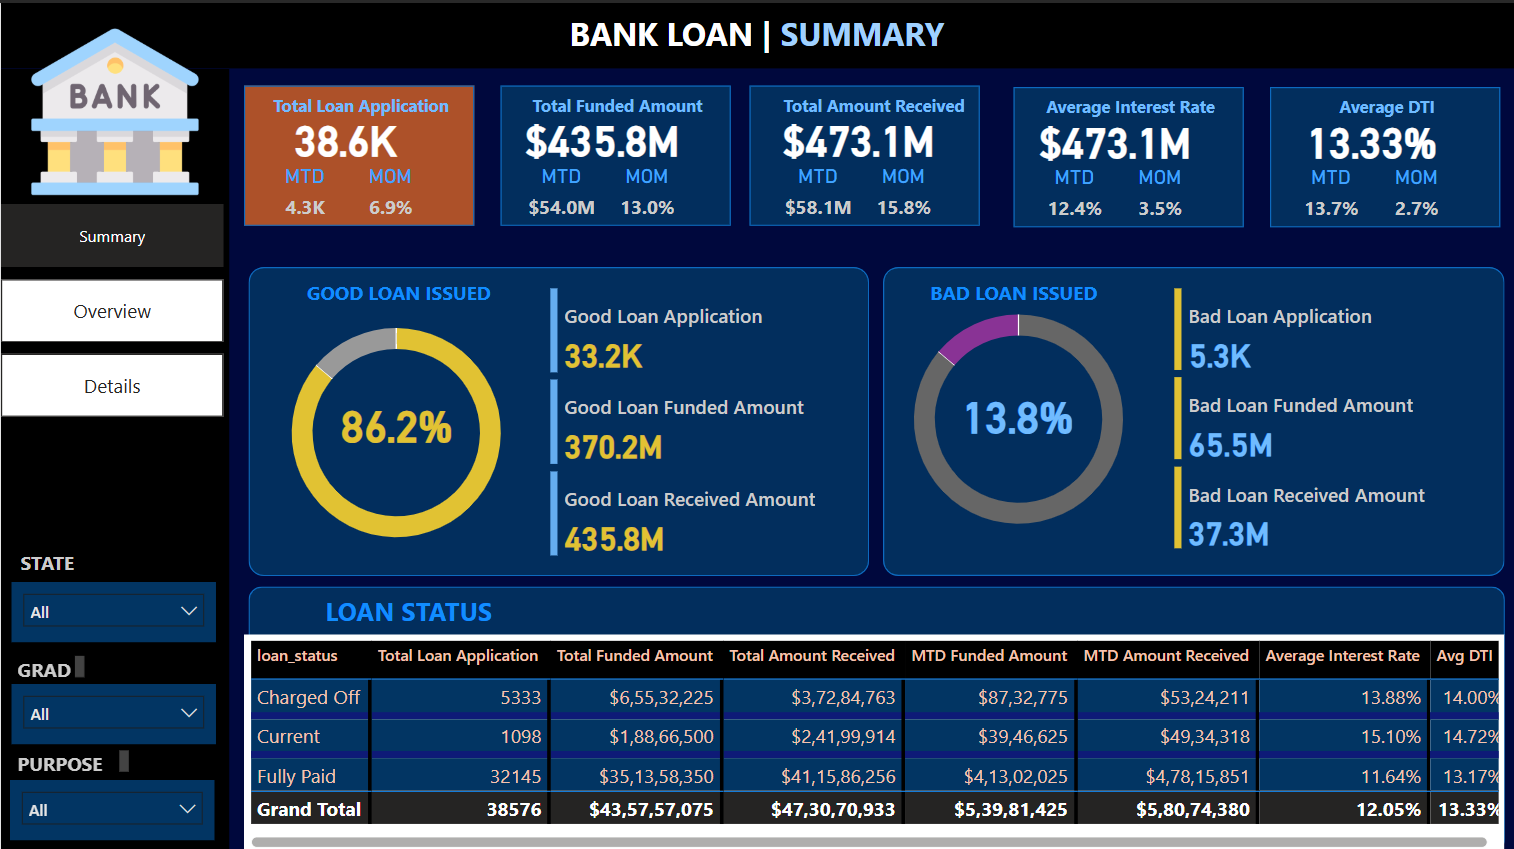 BANK LOAN | SUMMARY
BANK
Summary
Overview
Details
STATE
All
GRAD
All
PURPOSE
All
Total Loan Application
38.6K
MTD MOM
4.3K 6.9%
Total Funded Amount
$435.8M
MTD MOM
$54.0M 13.0%
Total Amount Received
$473.1M
MTD MOM
$58.1M 15.8%
Average Interest Rate
$473.1M
MTD MOM
12.4% 3.5%
Average DTI
13.33%
MTD MOM
13.7% 2.7%
GOOD LOAN ISSUED
86.2%
Good Loan Application
33.2K
Good Loan Funded Amount
370.2M
Good Loan Received Amount
435.8M
BAD LOAN ISSUED
13.8%
Bad Loan Application
5.3K
Bad Loan Funded Amount
65.5M
Bad Loan Received Amount
37.3M
LOAN STATUS
loan_status Total Loan Application Total Funded Amount Total Amount Received MTD Funded Amount MTD Amount Received Average Interest Rate Avg DTI
Charged Off 5333 $6,55,32,225 $3,72,84,763 $87,32,775 $53,24,211 13.88% 14.00%
Current 1098 $1,88,66,500 $2,41,99,914 $39,46,625 $49,34,318 15.10% 14.72%
Fully Paid 32145 $35,13,58,350 $41,15,86,256 $4,13,02,025 $4,78,15,851 11.64% 13.17%
Grand Total 38576 $43,57,57,075 $47,30,70,933 $5,39,81,425 $5,80,74,380 12.05% 13.33%